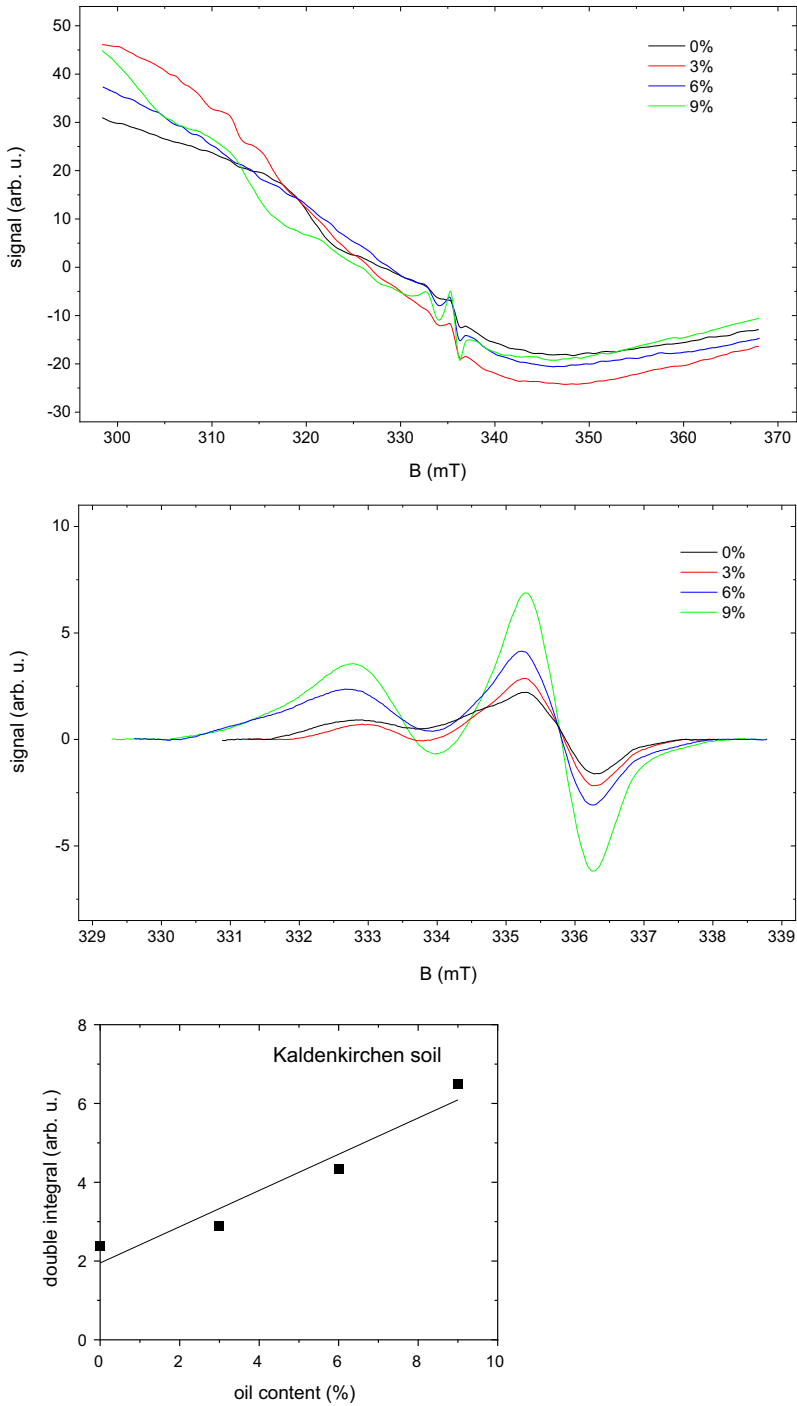 50
40
30
20
10
0
-10
-20
-30
signal (arb. u.)
0%
3%
6%
9%
300 310 320 330 340 350 360 370
B (mT)
10
5
0
-5
signal (arb. u.)
0%
3%
6%
9%
329 330 331 332 333 334 335 336 337 338 339
B (mT)
8
6
4
2
0
double integral (arb. u.)
Kaldenkirchen soil
0 2 4 6 8 10
oil content (%)